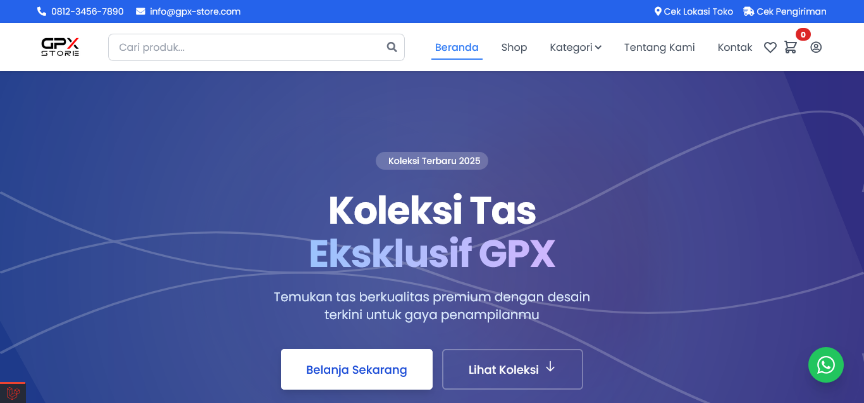 0812-3456-7890 info@gpx-store.com Cek Lokasi Toko Cek Pengiriman
GPX
STORE
Cari produk...
Beranda Shop Kategori Tentang Kami Kontak 0
Koleksi Terbaru 2025
Koleksi Tas
Eksklusif GPX
Temukan tas berkualitas premium dengan desain
terkini untuk gaya penampilanmu
Belanja Sekarang Lihat Koleksi